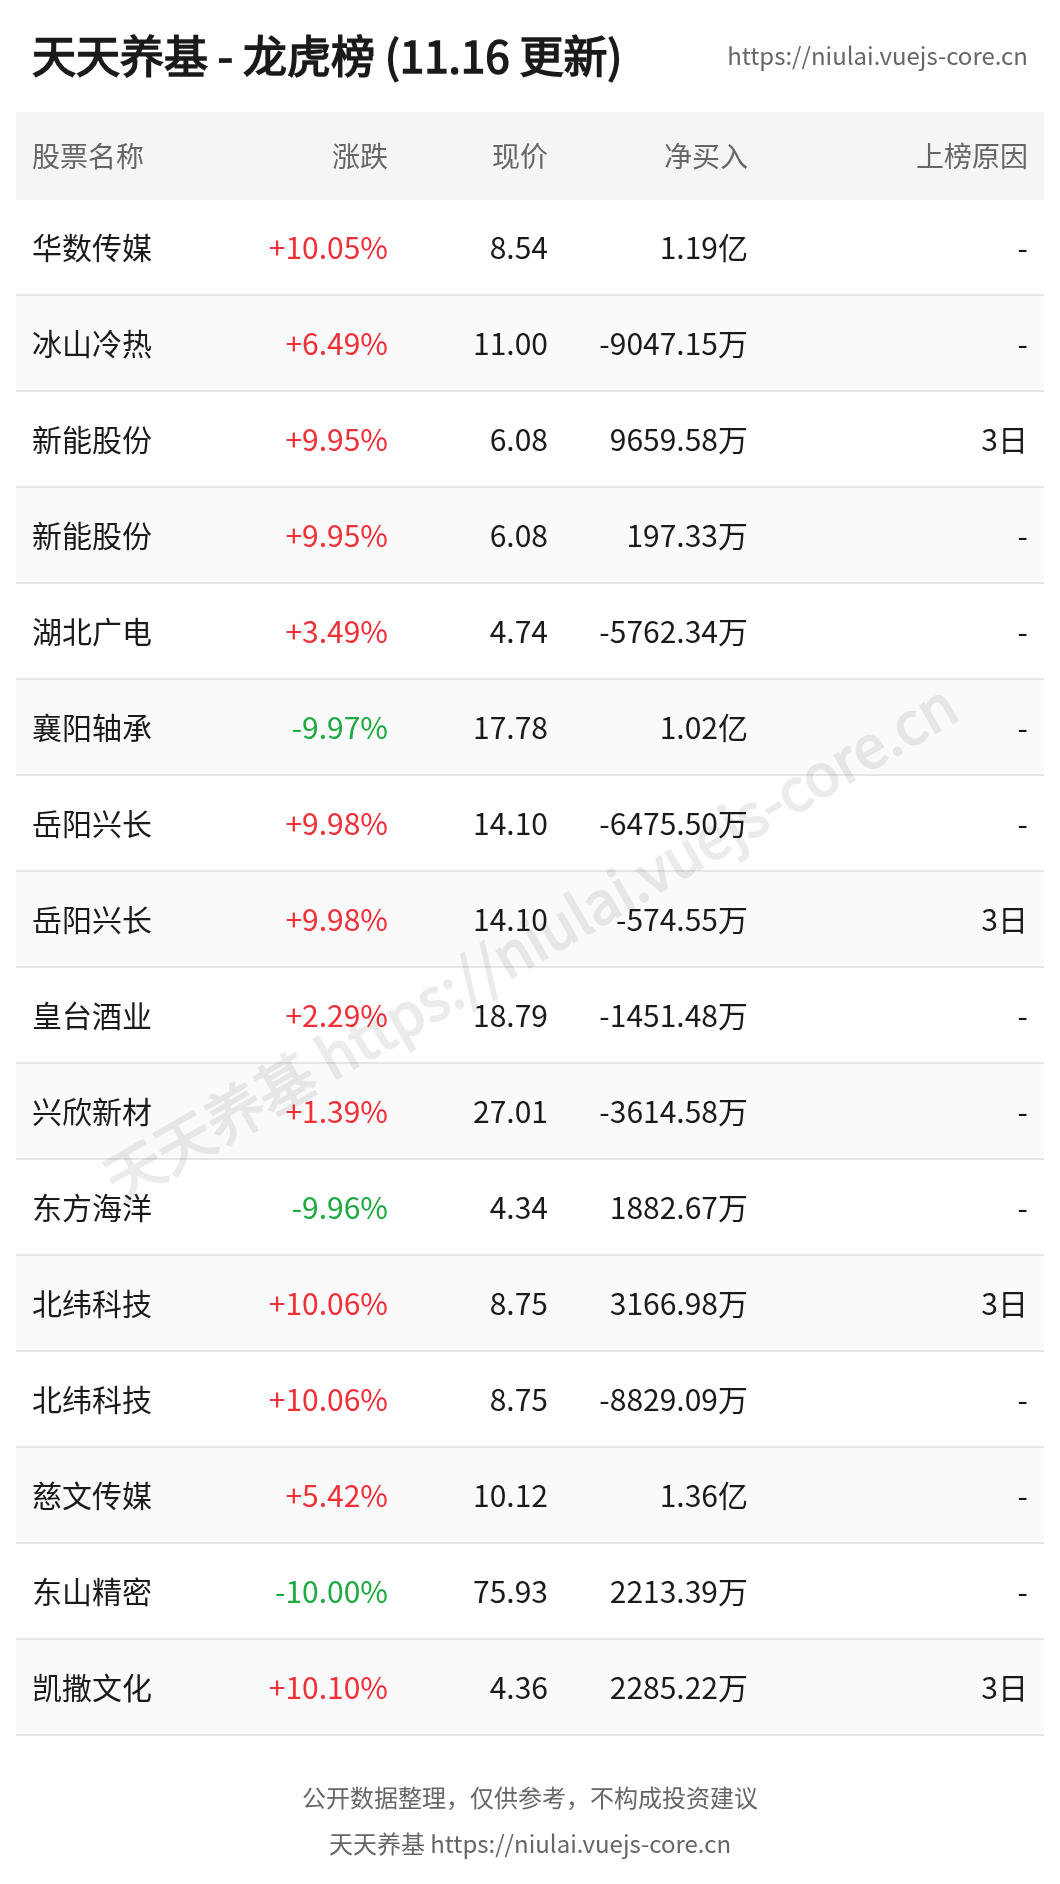 天天养基 - 龙虎榜 (11.16 更新) https://niulai.vuejs-core.cn
股票名称 涨跌 现价 净买入 上榜原因
华数传媒 +10.05% 8.54 1.19亿 -
冰山冷热 +6.49% 11.00 -9047.15万 -
新能股份 +9.95% 6.08 9659.58万 3日
新能股份 +9.95% 6.08 197.33万 -
湖北广电 +3.49% 4.74 -5762.34万 -
襄阳轴承 -9.97% 17.78 1.02亿 -
岳阳兴长 +9.98% 14.10 -6475.50万 -
岳阳兴长 +9.98% 14.10 -574.55万 3日
皇台酒业 +2.29% 18.79 -1451.48万 -
兴欣新材 +1.39% 27.01 -3614.58万 -
东方海洋 -9.96% 4.34 1882.67万 -
北纬科技 +10.06% 8.75 3166.98万 3日
北纬科技 +10.06% 8.75 -8829.09万 -
慈文传媒 +5.42% 10.12 1.36亿 -
东山精密 -10.00% 75.93 2213.39万 -
凯撒文化 +10.10% 4.36 2285.22万 3日
天天养基 https://niulai.vuejs-core.cn
公开数据整理，仅供参考，不构成投资建议
天天养基 https://niulai.vuejs-core.cn